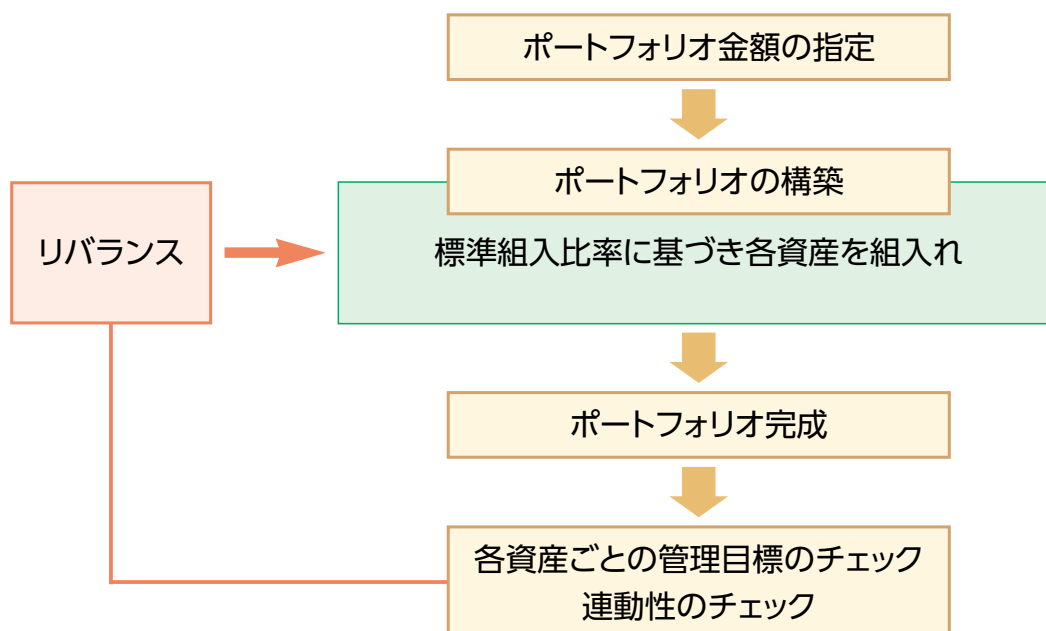 ポートフォリオ金額の指定
ポートフォリオの構築
リバランス
標準組入比率に基づき各資産を組入れ
ポートフォリオ完成
各資産ごとの管理目標のチェック
連動性のチェック